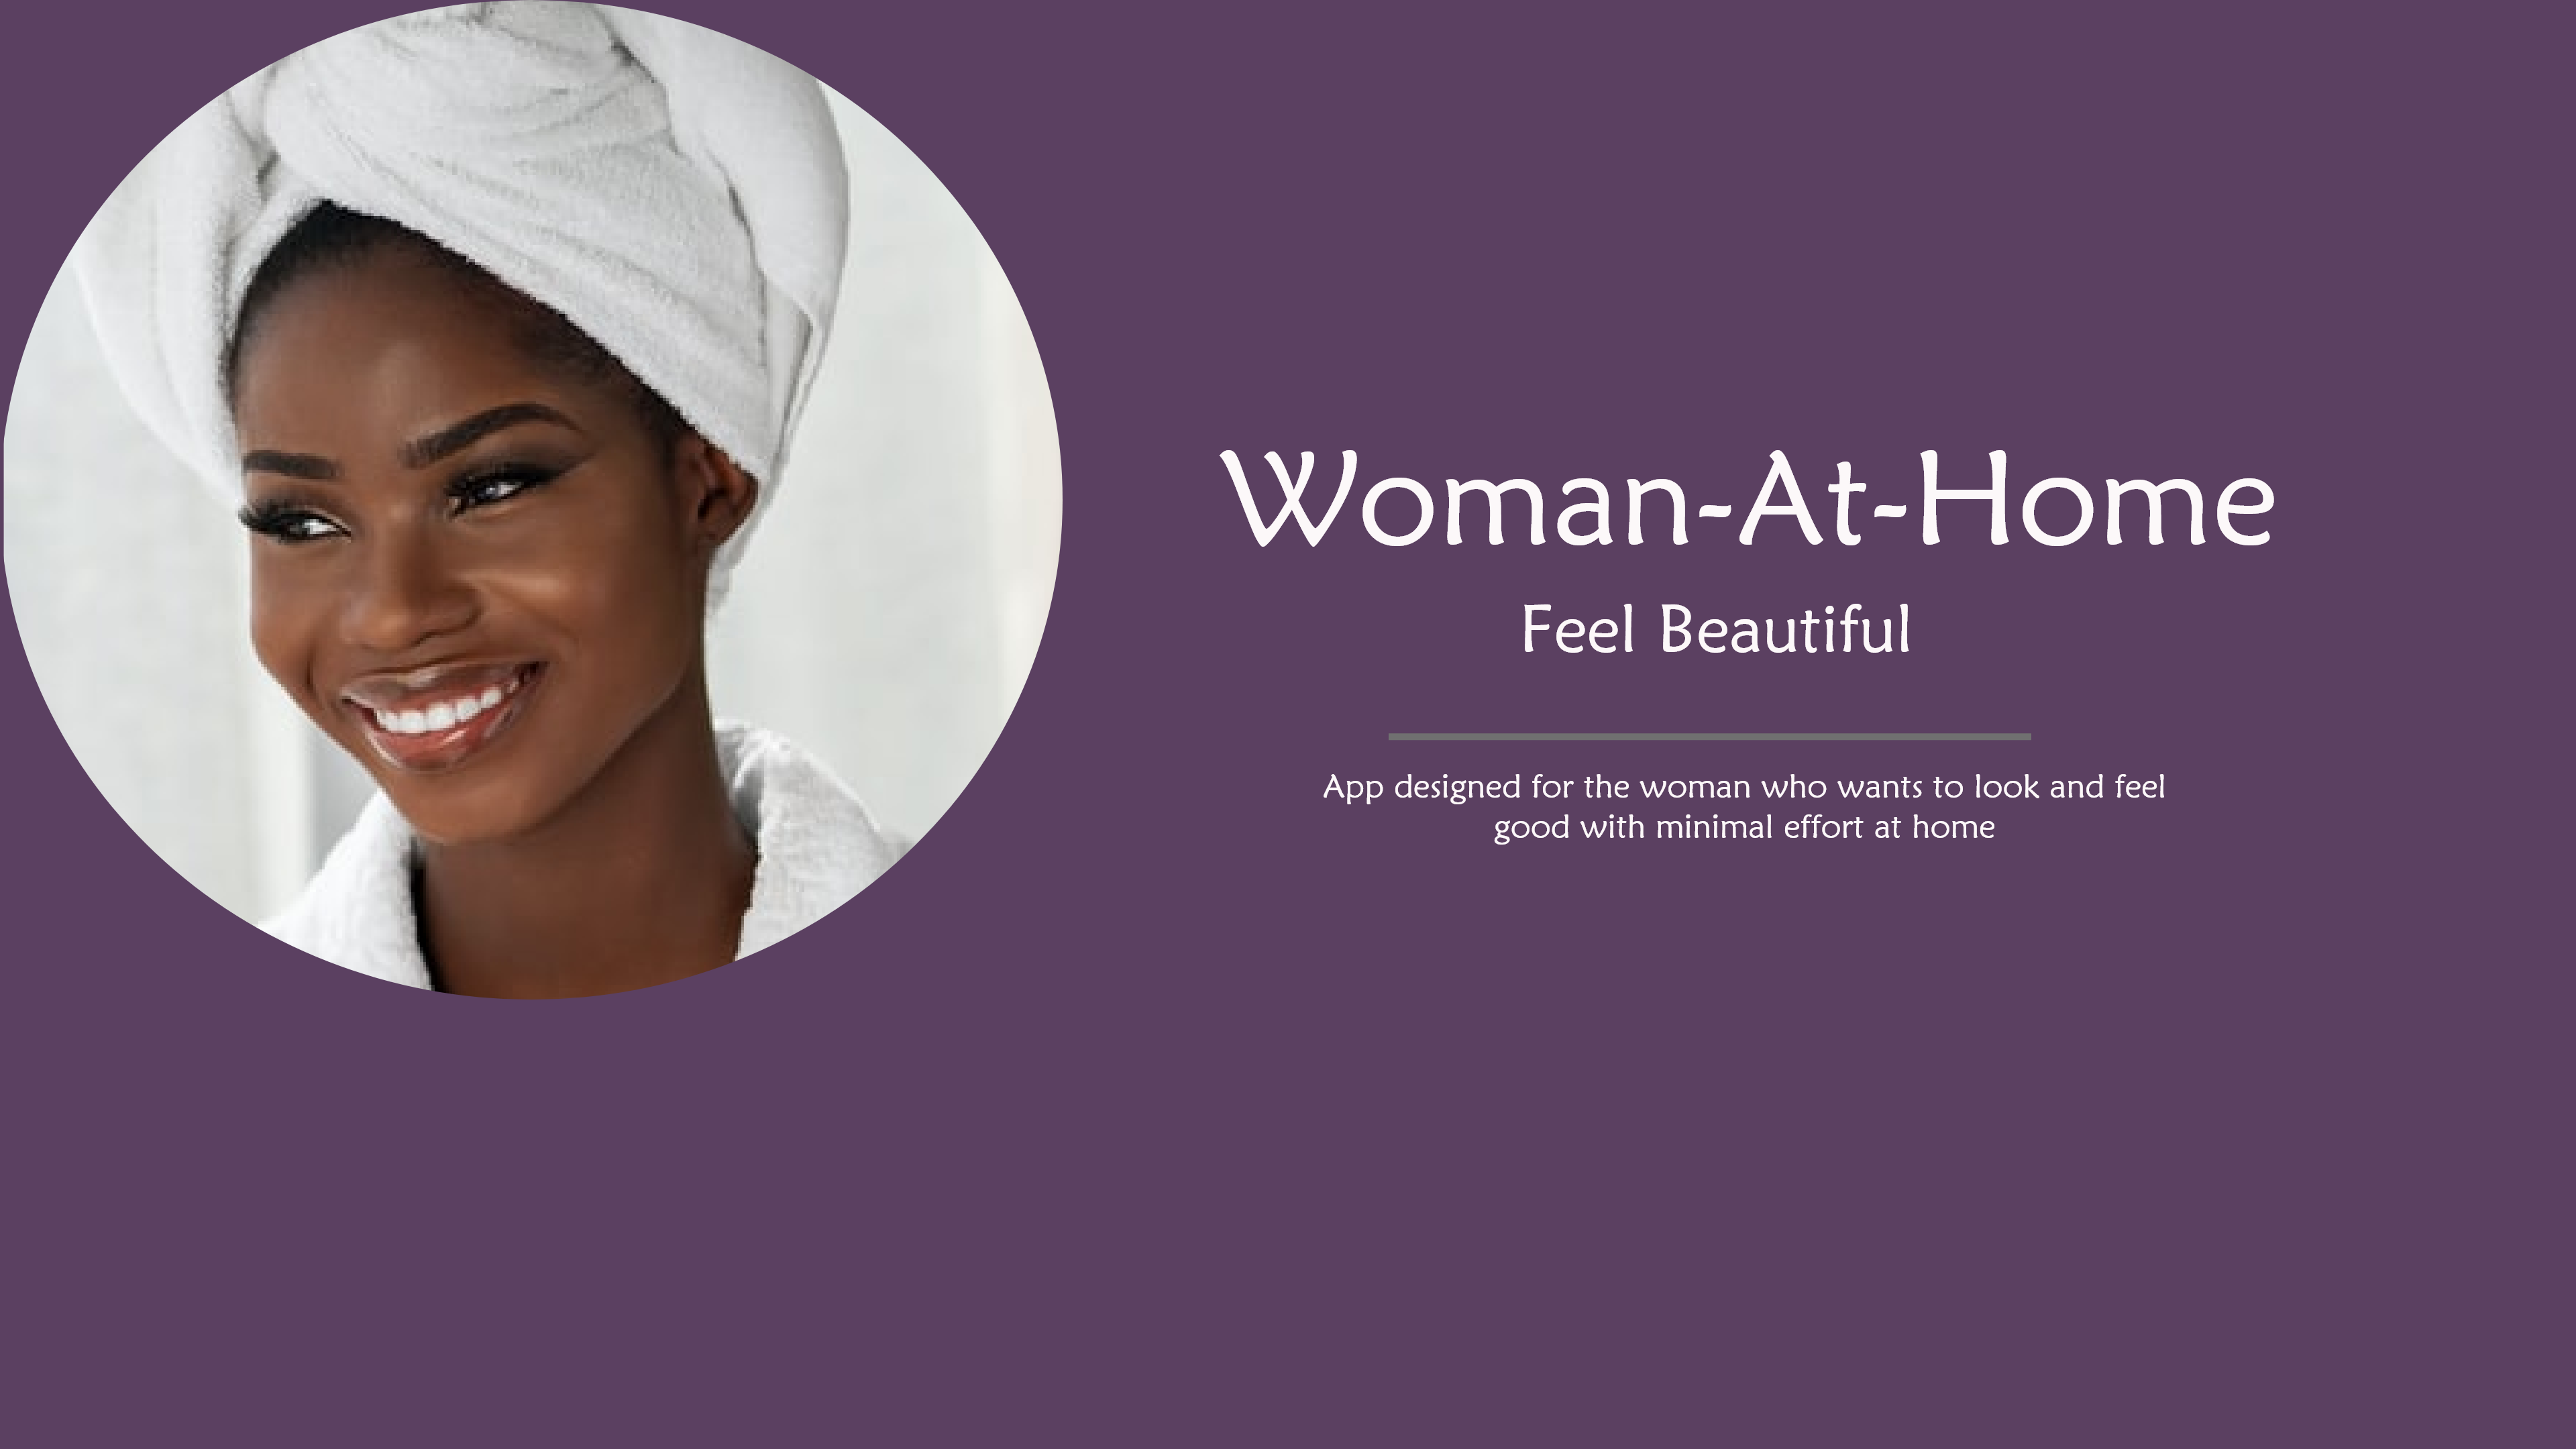 Woman-At-Home
Feel Beautiful
App designed for the woman who wants to look and feel
good with minimal effort at home